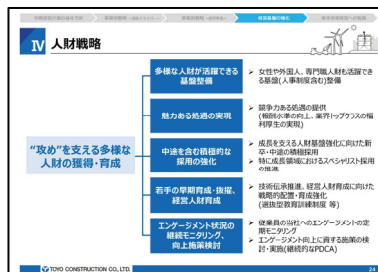 経営基盤の強化
Ⅳ 人財戦略
“攻め”を支える多様な
人財の獲得・育成
多様な人財が活躍できる
基盤整備
➢ 女性や外国人、専門職人財も活躍でき
る基盤(人事制度含む)整備
魅力ある処遇の実現
➢ 競争力ある処遇の提供
(報酬水準の向上、業界トップクラスの福
利厚生の実現)
中途を含む積極的
な採用の強化
➢ 成長を支える人財基盤強化に向けた新
卒・中途の積極採用
➢ 特に成長領域におけるスペシャリスト採用
の推進
若手の早期育成・抜擢、
経営人財育成
➢ 技術伝承推進、経営人財育成に向けた
戦略的配置・育成強化
(選抜型教育訓練制度 等)
エンゲージメント状況の
継続モニタリング、
向上施策検討
➢ 従業員の当社へのエンゲージメントの定
期モニタリング
➢ エンゲージメント向上に資する施策の検
討・実施(継続的なPDCA)
TOYO CONSTRUCTION CO., LTD.
24